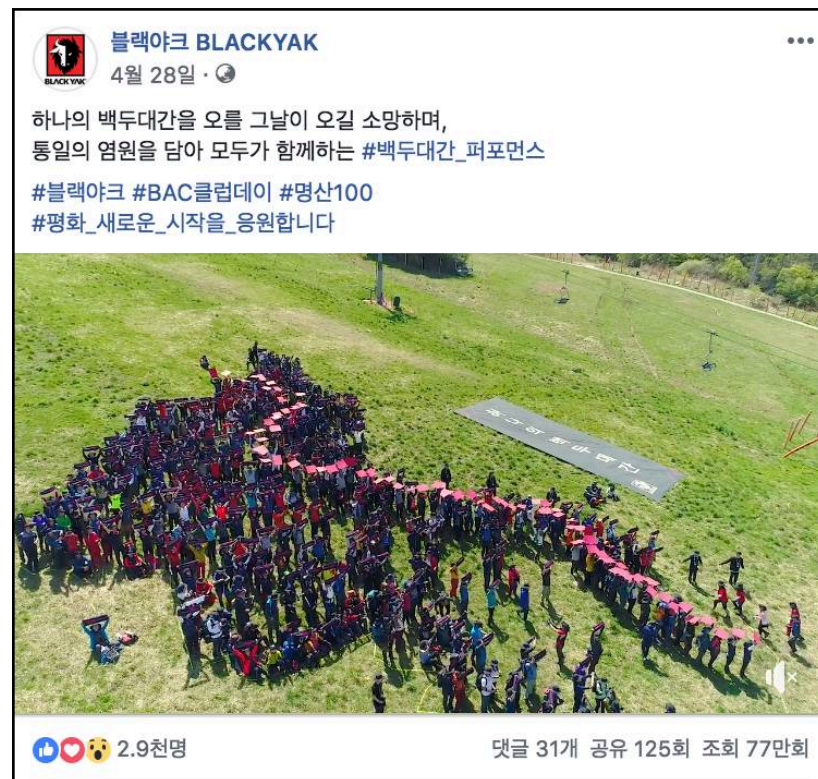 블랙야크 BLACKYAK
BLACK YAK
4월 28일
하나의 백두대간을 오를 그날이 오길 소망하며,
통일의 염원을 담아 모두가 함께하는 #백두대간_퍼포먼스
#블랙야크 #BAC클럽데이 #명산100
#평화_새로운_시작을_응원합니다
2.9천명
댓글 31개 공유 125회 조회 77만회